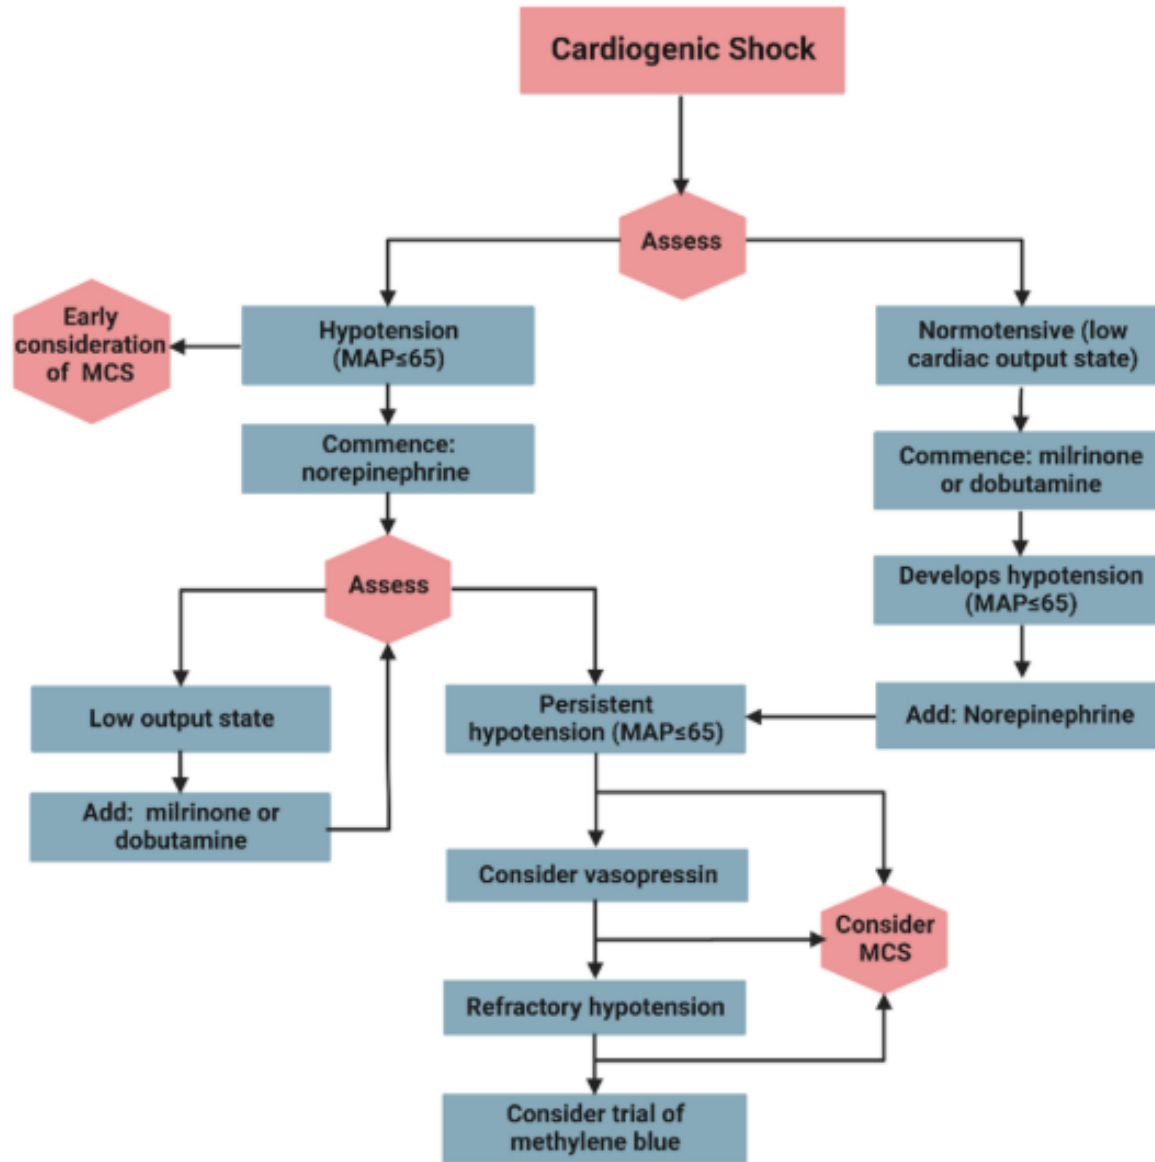 Cardiogenic Shock
Assess
Early
consideration
of MCS
Hypotension
(MAP≤65)
Normotensive (low
cardiac output state)
Commence:
norepinephrine
Commence: milrinone
or dobutamine
Assess
Develops hypotension
(MAP≤65)
Low output state
Persistent
hypotension (MAP≤65)
Add: Norepinephrine
Add: milrinone or
dobutamine
Consider vasopressin
Consider
MCS
Refractory hypotension
Consider trial of
methylene blue